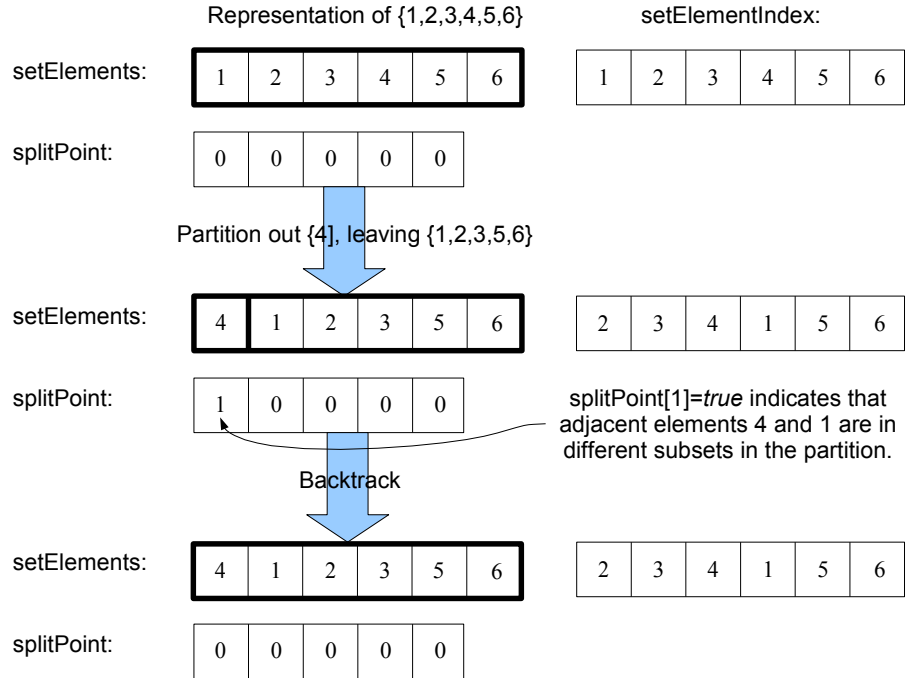 Representation of {1,2,3,4,5,6} setElementIndex:
setElements: 1 2 3 4 5 6 1 2 3 4 5 6
splitPoint: 0 0 0 0 0
Partition out {4], leaving {1,2,3,5,6}
setElements: 4 1 2 3 5 6 2 3 4 1 5 6
splitPoint: 1 0 0 0 0
splitPoint[1]=true indicates that
adjacent elements 4 and 1 are in
different subsets in the partition.
Backtrack
setElements: 4 1 2 3 5 6 2 3 4 1 5 6
splitPoint: 0 0 0 0 0